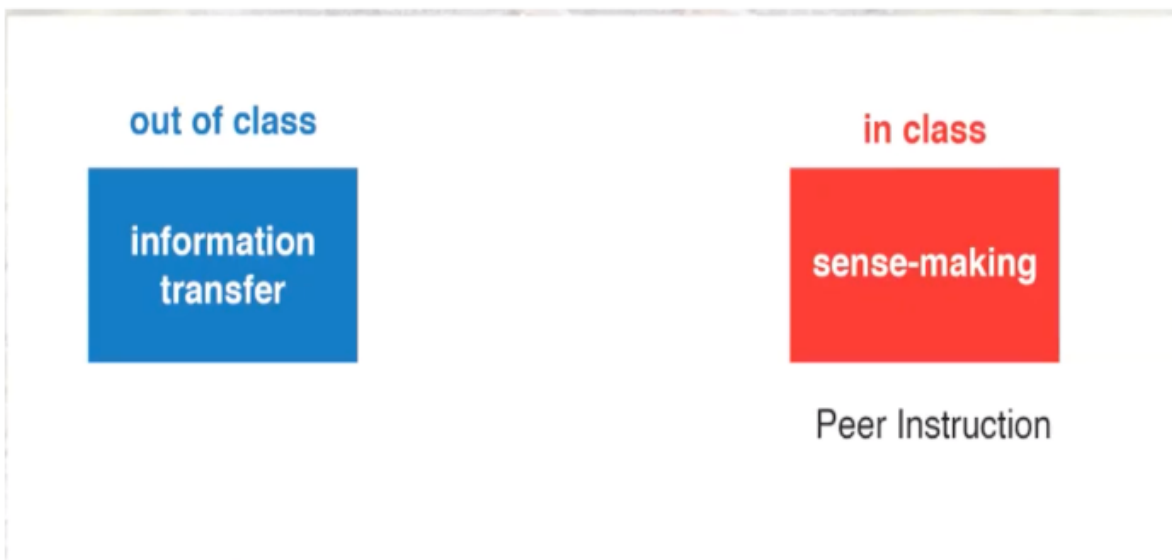 out of class
information
transfer
in class
sense-making
Peer Instruction